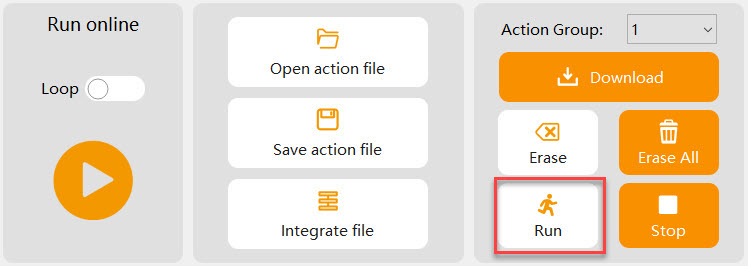 Run online
Loop
Open action file
Save action file
Integrate file
Action Group: 1
Download
Erase
Erase All
Run
Stop